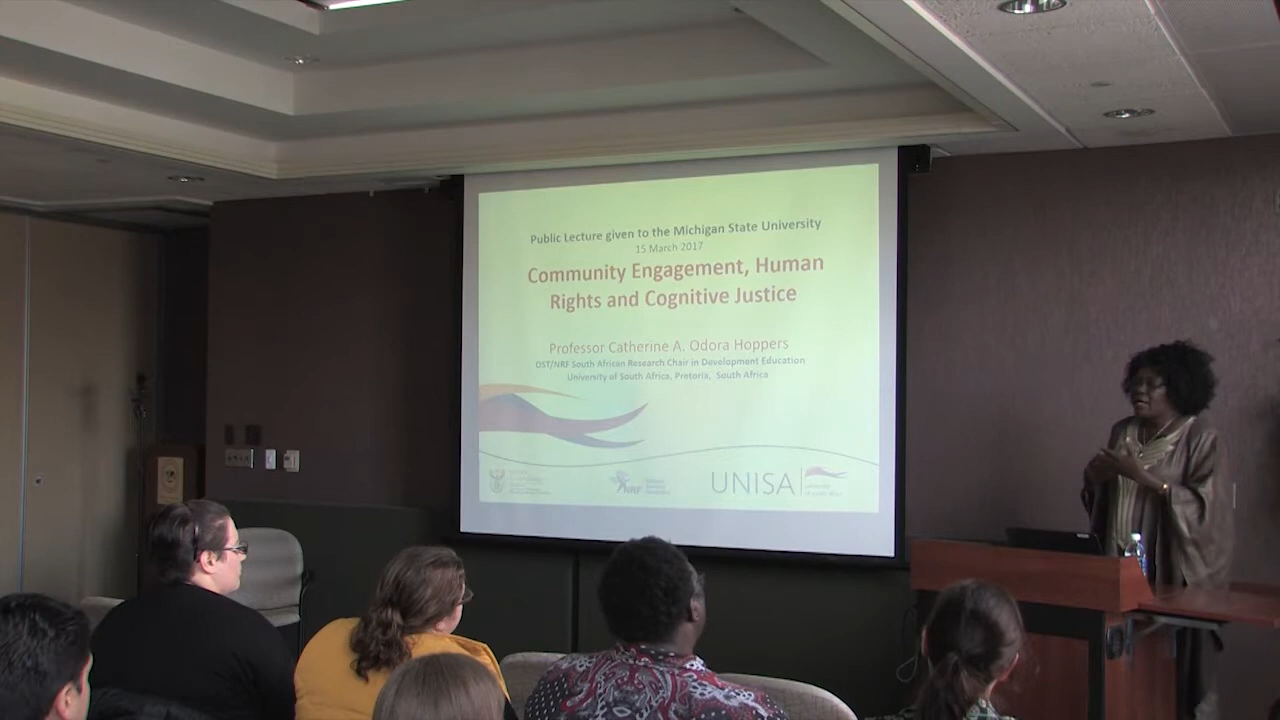 Public Lecture given to the Michigan State University
15 March 2017
Community Engagement, Human
Rights and Cognitive Justice
Professor Catherine A. Odora Hoppers
DST/NRF South African Research Chair in Development Education
University of South Africa, Pretoria, South Africa
NRF
UNISA